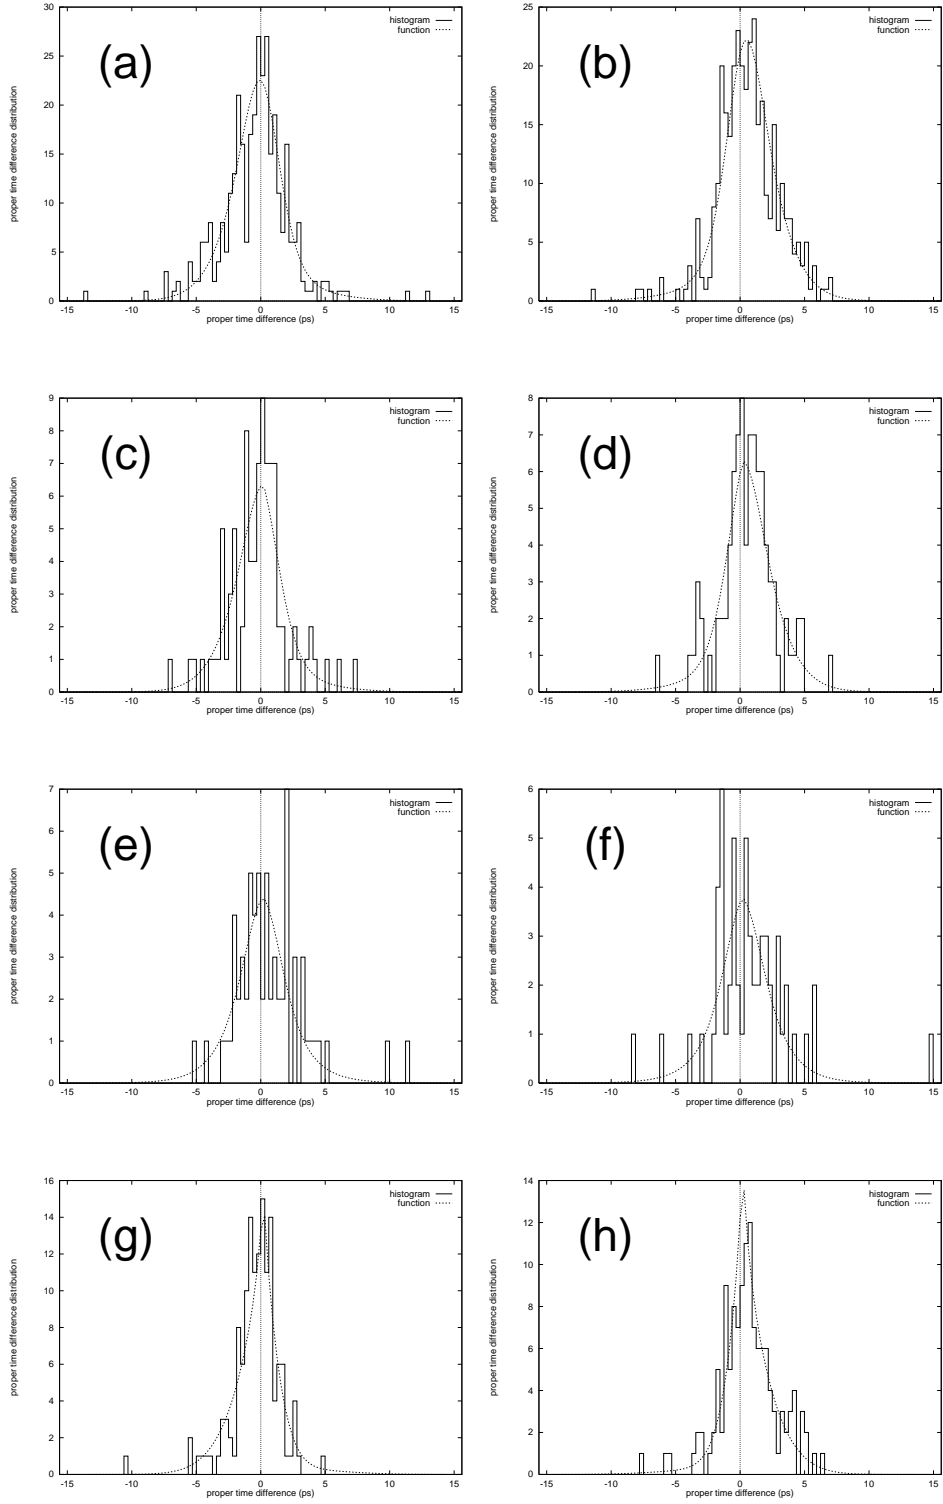 30
25
20
15
10
5
0
-15 -10 -5 0 5 10 15
proper time difference distribution
proper time difference (ps)
histogram
function
(a)
25
20
15
10
5
0
-15 -10 -5 0 5 10 15
proper time difference distribution
proper time difference (ps)
histogram
function
(b)
9
8
7
6
5
4
3
2
1
0
-15 -10 -5 0 5 10 15
proper time difference distribution
proper time difference (ps)
histogram
function
(c)
8
7
6
5
4
3
2
1
0
-15 -10 -5 0 5 10 15
proper time difference distribution
proper time difference (ps)
histogram
function
(d)
7
6
5
4
3
2
1
0
-15 -10 -5 0 5 10 15
proper time difference distribution
proper time difference (ps)
histogram
function
(e)
6
5
4
3
2
1
0
-15 -10 -5 0 5 10 15
proper time difference distribution
proper time difference (ps)
histogram
function
(f)
16
14
12
10
8
6
4
2
0
-15 -10 -5 0 5 10 15
proper time difference distribution
proper time difference (ps)
histogram
function
(g)
14
12
10
8
6
4
2
0
-15 -10 -5 0 5 10 15
proper time difference distribution
proper time difference (ps)
histogram
function
(h)